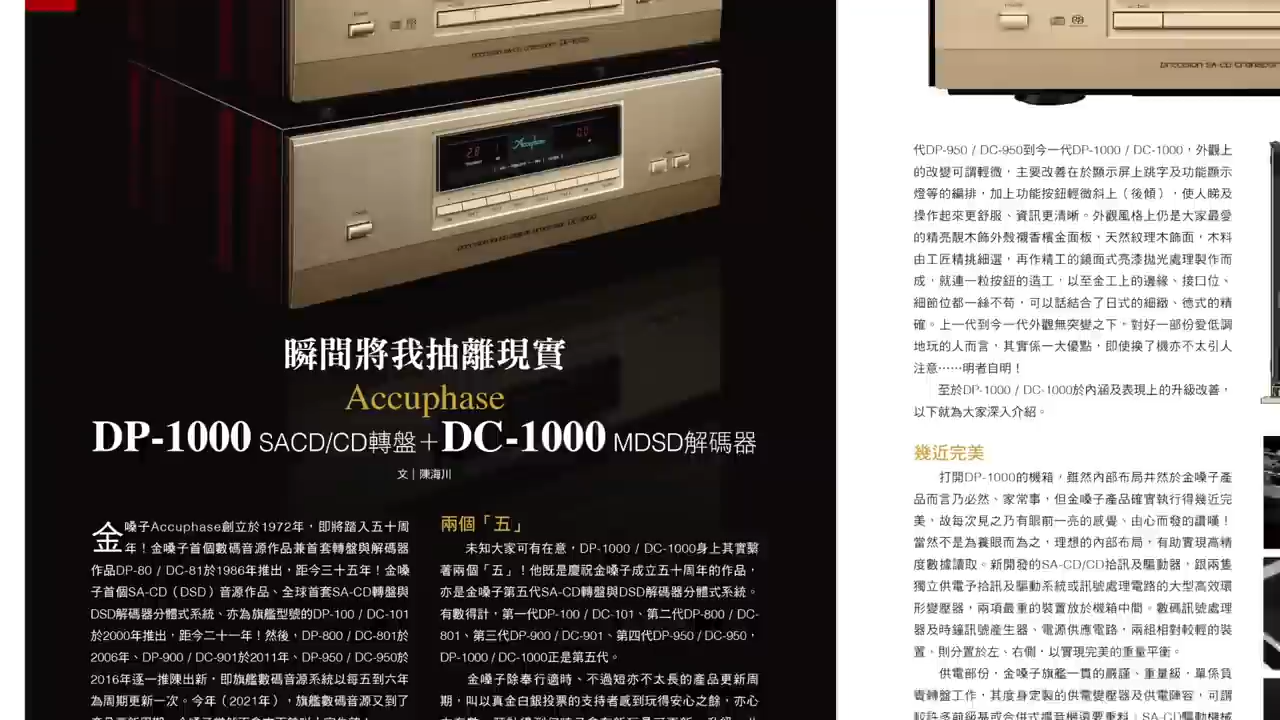 瞬間將我抽離現實
Accuphase
DP-1000 SACD/CD轉盤＋DC-1000 MDSD解碼器
文｜陳海川
金嗓子Accuphase創立於1972年，即將踏入五十周
年！金嗓子首個數碼音源作品兼首套轉盤與解碼器
作品DP-80 / DC-81於1986年推出，距今三十五年！金嗓
子首個SA-CD（DSD）音源作品、全球首套SA-CD轉盤與
DSD解碼器分體式系統、亦為旗艦型號的DP-100 / DC-101
於2000年推出，距今二十一年！然後，DP-800 / DC-801於
2006年、DP-900 / DC-901於2011年、DP-950 / DC-950於
2016年逐一推陳出新，即旗艦數碼音源系統以每五到六年
為周期更新一次。今年（2021年），旗艦數碼音源又到了
兩個「五」
未知大家可有在意，DP-1000 / DC-1000身上其實繫
著兩個「五」！他既是慶祝金嗓子成立五十周年的作品，
亦是金嗓子第五代SA-CD轉盤與DSD解碼器分體式系統。
有數得計，第一代DP-100 / DC-101、第二代DP-800 / DC-
801、第三代DP-900 / DC-901、第四代DP-950 / DC-950，
DP-1000 / DC-1000正是第五代。
金嗓子除奉行適時、不過短亦不太長的產品更新周
期，叫以真金白銀投票的支持者感到玩得安心之餘，亦心
代DP-950 / DC-950到今一代DP-1000 / DC-1000，外觀上
的改變可謂輕微，主要改善在於顯示屏上跳字及功能顯示
燈等的編排，加上功能按鈕輕微斜上（後傾），使人睇及
操作起來更舒服、資訊更清晰。外觀風格上仍是大家最愛
的精亮靚木飾外殼襯香檳金面板，天然紋理木飾面，木料
由工匠精挑細選，再作精工的鏡面式亮漆拋光處理製作而
成，就連一粒按鈕的造工，以至金工上的邊緣、接口位、
細節位都一絲不苟，可以話結合了日式的細緻、德式的精
確。上一代到今一代外觀無突變之下，對好一部份愛低調
地玩的人而言，其實係一大優點，即使換了機亦不太引人
注意……明者自明！
至於DP-1000 / DC-1000於內涵及表現上的升級改善，
以下就為大家深入介紹。
幾近完美
打開DP-1000的機箱，雖然內部布局井然於金嗓子產
品而言乃必然、家常事，但金嗓子產品確實執行得幾近完
美，故每次見之乃有眼前一亮的感覺、由心而發的讚嘆！
當然不是為養眼而為之，理想的內部布局，有助實現高精
度數據讀取。新開發的SA-CD/CD拾訊及驅動器，跟兩隻
獨立供電予拾訊及驅動系統或訊號處理電路的大型高效環
形變壓器，兩項最重的裝置放於機箱中間。數碼訊號處理
器及時鐘訊號產生器、電源供應電路，兩組相對較輕的裝
置，則分置於左、右側，以實現完美的重量平衡。
供電部份，金嗓子旗艦一貫的嚴謹、重量級，單係負
責轉盤工作，其度身定製的供電變壓器及供電陣容，可謂